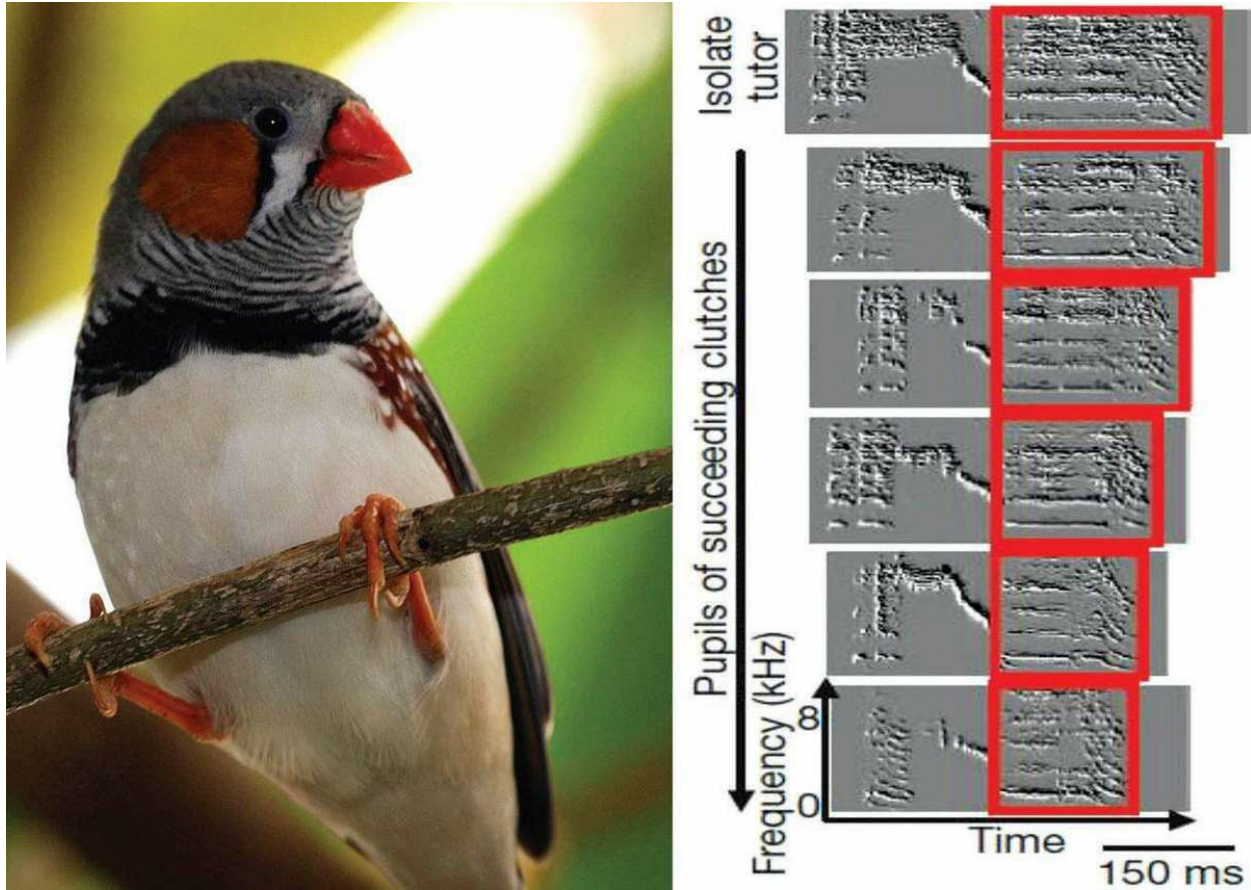 Isolate
tutor
Pupils of succeeding clutches
Frequency (kHz)
8
0
Time
150 ms